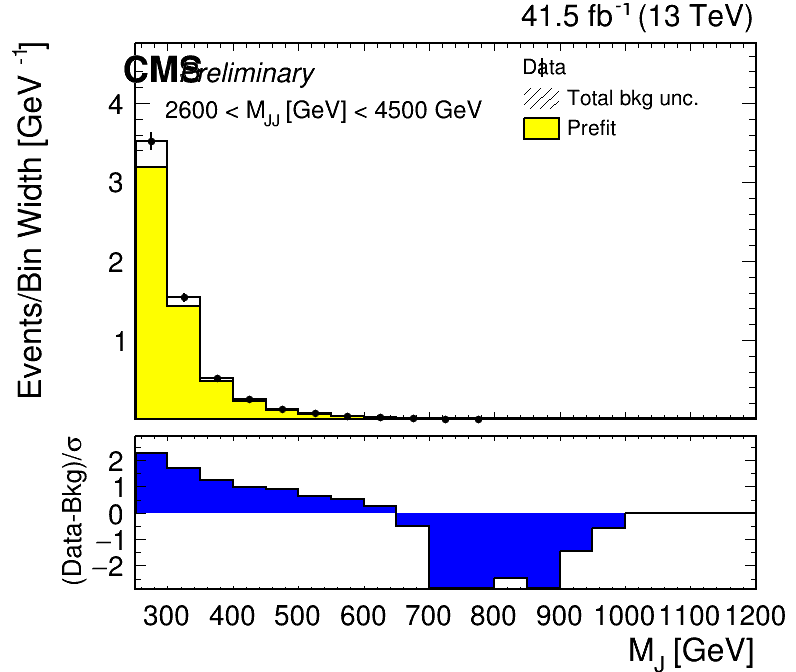 41.5 fb⁻¹ (13 TeV)
CMS Preliminary
2600 < M_JJ [GeV] < 4500 GeV
Data
Total bkg unc.
Prefit
Events/Bin Width [GeV⁻¹]
4
3
2
1
(Data-Bkg)/σ
2
1
0
−1
−2
300 400 500 600 700 800 900 1000 1100 1200
M_J [GeV]